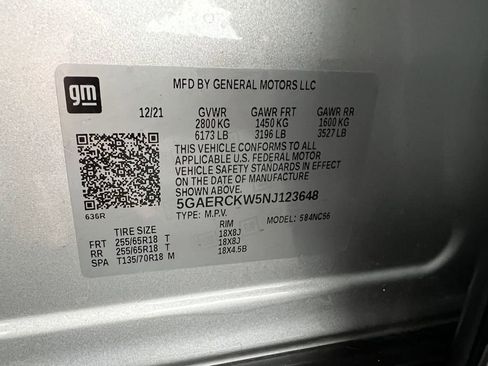 gm
MFD BY GENERAL MOTORS LLC
12/21 GVWR GAWR FRT GAWR RR
2800 KG 1450 KG 1600 KG
6173 LB 3196 LB 3527 LB
THIS VEHICLE CONFORMS TO ALL
APPLICABLE U.S. FEDERAL MOTOR
VEHICLE SAFETY STANDARDS IN EFFECT
ON THE DATE OF MANUFACTURE
SHOWN ABOVE.
5GAERCKW5NJ123648
TYPE: M.P.V. MODEL: 584NC56
636R
TIRE SIZE RIM
FRT 255/65R18 T 18X8J
RR 255/65R18 T 18X8J
SPA T135/70R18 M 18X4.5B